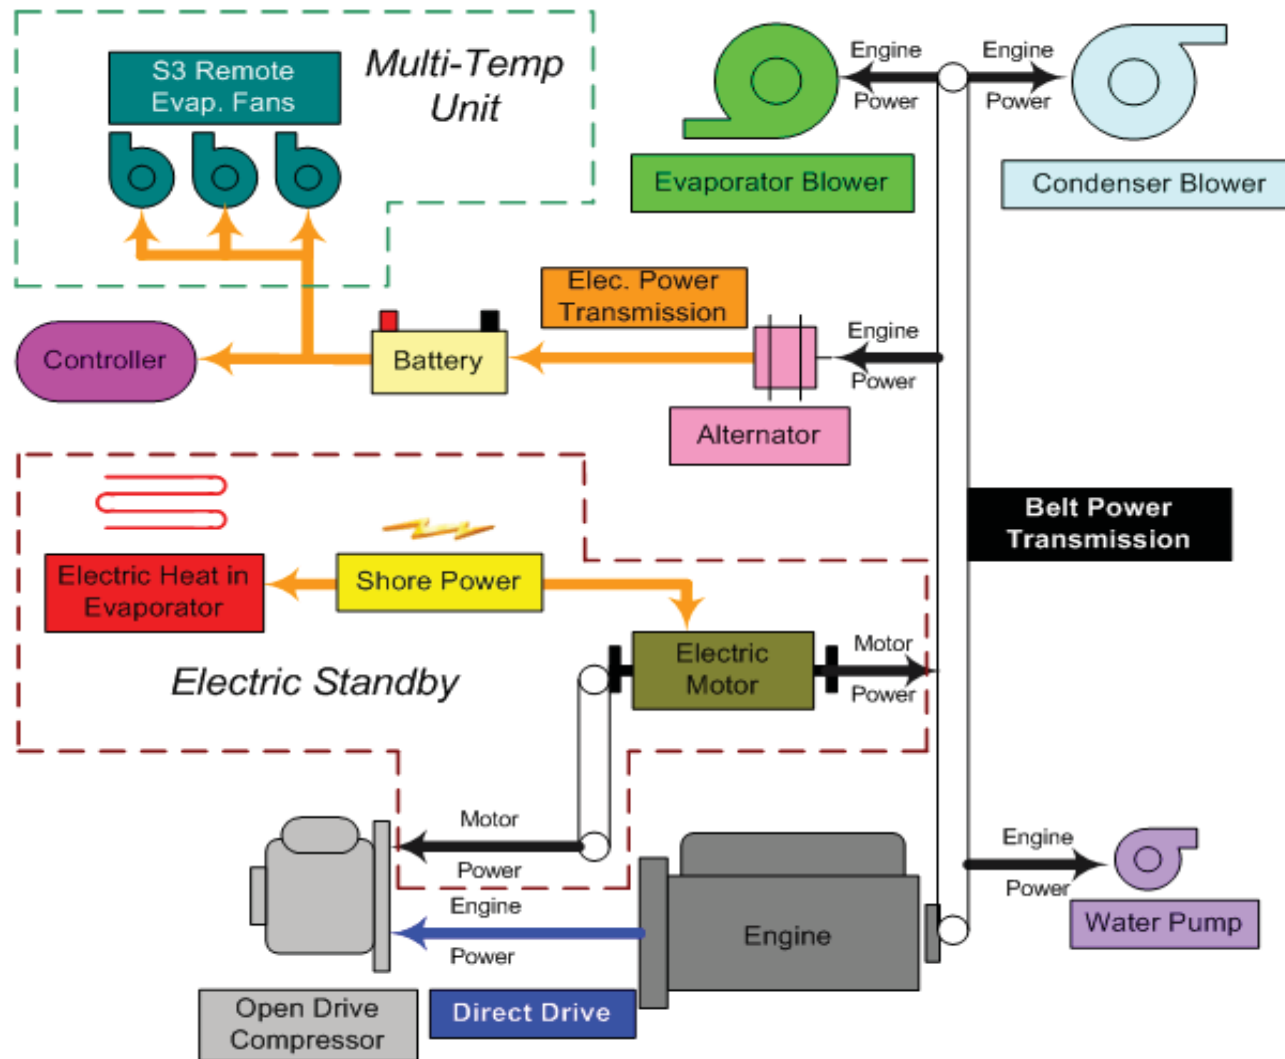 S3 Remote
Evap. Fans
Multi-Temp
Unit
Engine
Power
Engine
Power
Evaporator Blower
Condenser Blower
Elec. Power
Transmission
Controller
Battery
Engine
Power
Alternator
Belt Power
Transmission
Electric Heat in
Evaporator
Shore Power
Electric Standby
Electric
Motor
Motor
Power
Motor
Power
Engine
Power
Engine
Engine
Power
Water Pump
Open Drive
Compressor
Direct Drive